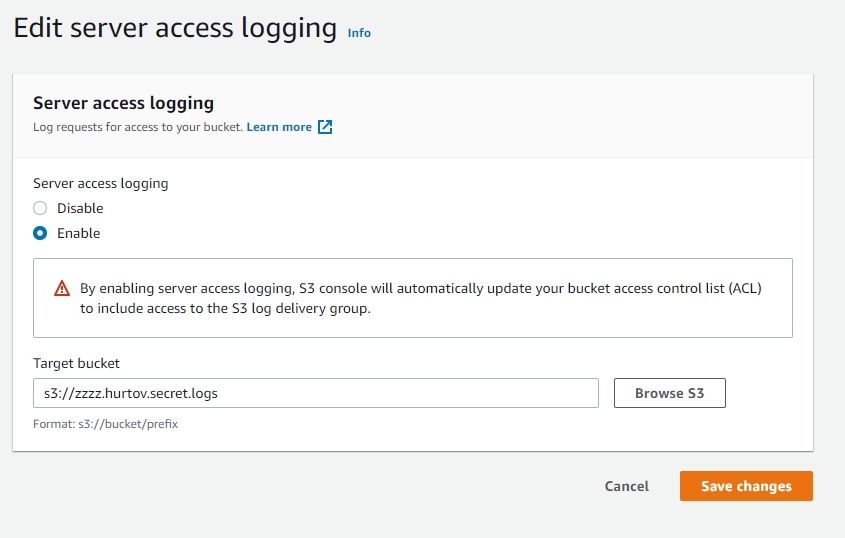 Edit server access logging Info
Server access logging
Log requests for access to your bucket. Learn more
Server access logging
Disable
Enable
By enabling server access logging, S3 console will automatically update your bucket access control list (ACL)
to include access to the S3 log delivery group.
Target bucket
s3://zzzz.hurtov.secret.logs
Browse S3
Format: s3://bucket/prefix
Cancel
Save changes